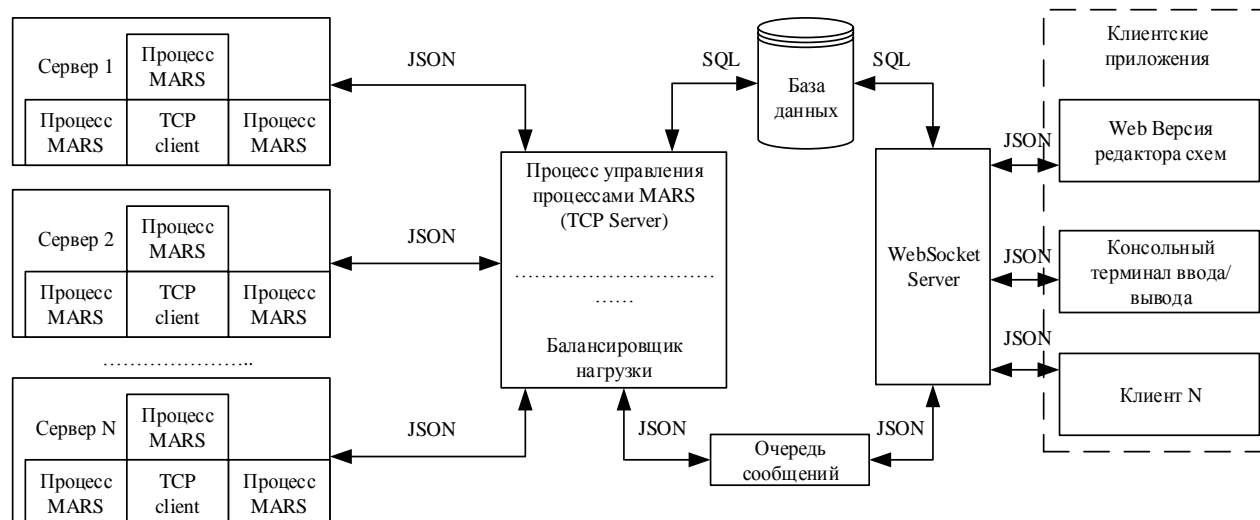 Сервер 1
Процесс
MARS
Процесс
MARS
TCP
client
Процесс
MARS
JSON
Сервер 2
Процесс
MARS
Процесс
MARS
TCP
client
Процесс
MARS
JSON
…………………..
Сервер N
Процесс
MARS
Процесс
MARS
TCP
client
Процесс
MARS
JSON
Процесс управления
процессами MARS
(TCP Server)
……………………………
……
Балансировщик
нагрузки
SQL
База
данных
SQL
JSON
Очередь
сообщений
JSON
WebSocket
Server
JSON
JSON
JSON
Клиентские
приложения
Web Версия
редактора схем
Консольный
терминал ввода/
вывода
Клиент N